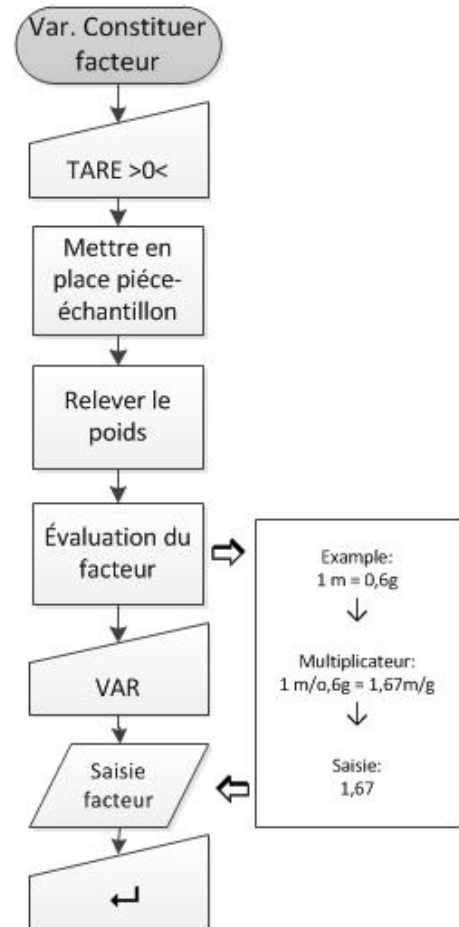 Var. Constituer
facteur
TARE >0<
Mettre en
place piéce-
échantillon
Relever le
poids
Évaluation du
facteur
Example:
1 m = 0,6g
Multiplicateur:
1 m/o,6g = 1,67m/g
Saisie:
1,67
VAR
Saisie
facteur